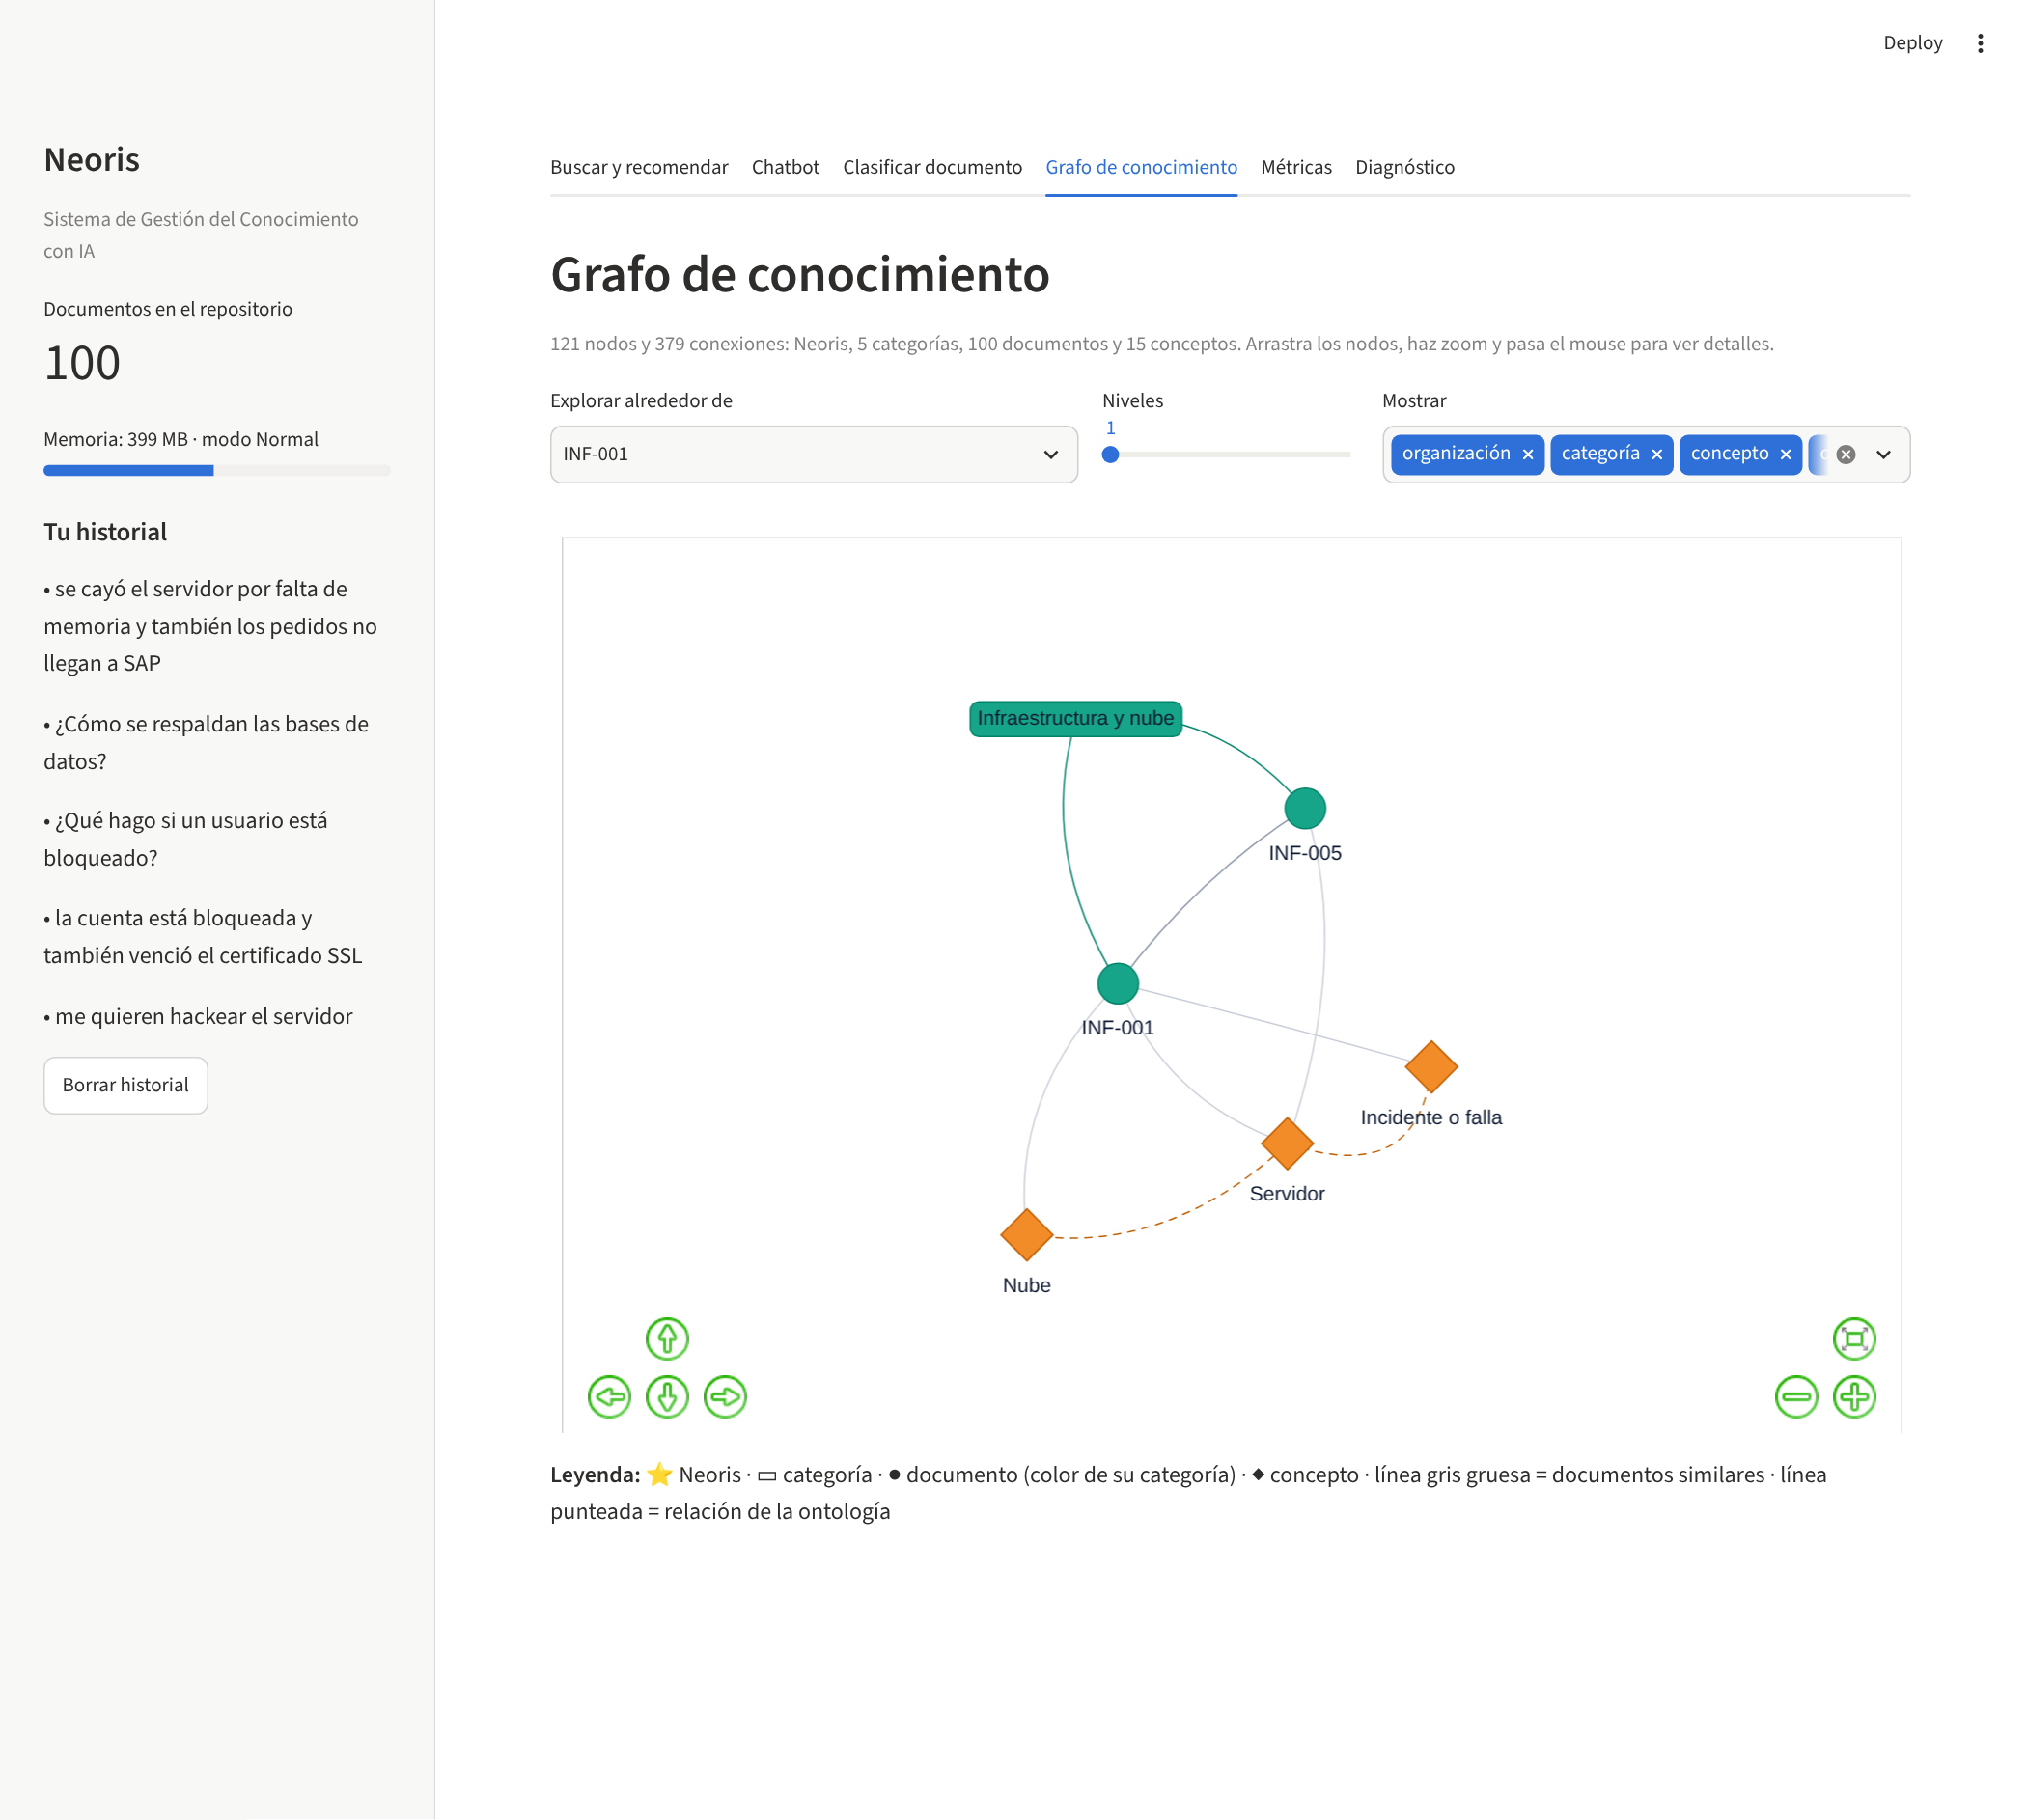 Deploy
Neoris
Sistema de Gestión del Conocimiento
con IA
Documentos en el repositorio
100
Memoria: 399 MB · modo Normal
Tu historial
• se cayó el servidor por falta de
memoria y también los pedidos no
llegan a SAP
• ¿Cómo se respaldan las bases de
datos?
• ¿Qué hago si un usuario está
bloqueado?
• la cuenta está bloqueada y
también venció el certificado SSL
• me quieren hackear el servidor
Borrar historial
Buscar y recomendar Chatbot Clasificar documento Grafo de conocimiento Métricas Diagnóstico
Grafo de conocimiento
121 nodos y 379 conexiones: Neoris, 5 categorías, 100 documentos y 15 conceptos. Arrastra los nodos, haz zoom y pasa el mouse para ver detalles.
Explorar alrededor de
INF-001
Niveles
1
Mostrar
organización categoría concepto
Infraestructura y nube
INF-005
INF-001
Incidente o falla
Servidor
Nube
Leyenda: ⭐ Neoris · ▭ categoría · ● documento (color de su categoría) · ◆ concepto · línea gris gruesa = documentos similares · línea
punteada = relación de la ontología